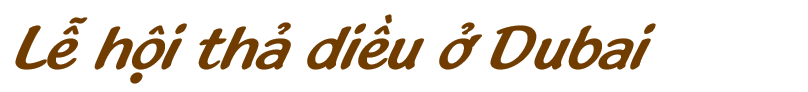 Lễ hội thả diều ở Dubai